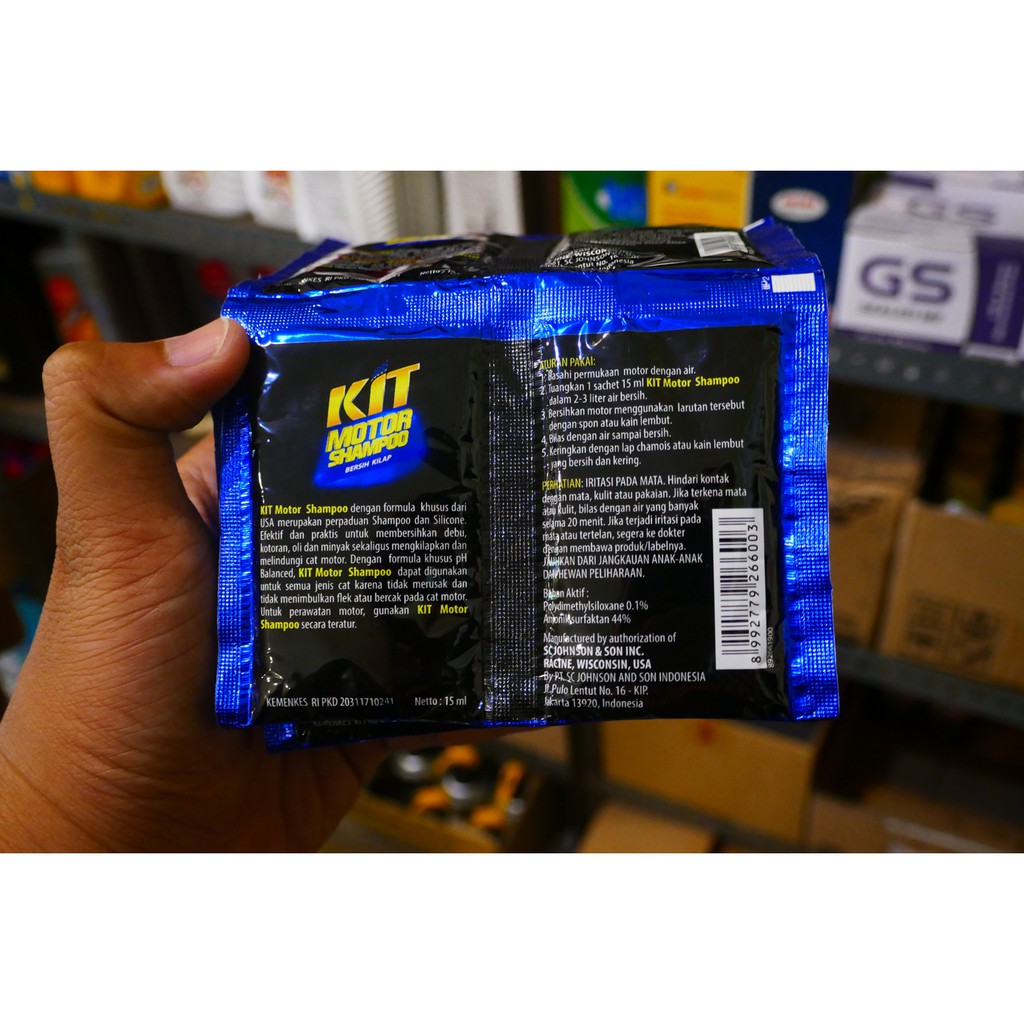 WISCON
PT. SC JOHNSON
KES RI PKD
Netto
GS
GS
KIT
MOTOR
SHAMPOO
BERSIH KILAP
KIT Motor Shampoo dengan formula khusus dari
USA merupakan perpaduan Shampoo dan Silicone.
Efektif dan praktis untuk membersihkan debu,
kotoran, oli dan minyak sekaligus mengkilapkan dan
melindungi cat motor. Dengan formula khusus pH
Balanced, KIT Motor Shampoo dapat digunakan
untuk semua jenis cat karena tidak merusak dan
tidak menimbulkan flek atau bercak pada cat motor.
Untuk perawatan motor, gunakan KIT Motor
Shampoo secara teratur.
KEMENKES RI PKD 20311710241 Netto : 15 ml
ATURAN PAKAI:
1. Basahi permukaan motor dengan air.
2. Tuangkan 1 sachet 15 ml KIT Motor Shampoo
dalam 2-3 liter air bersih.
3. Bersihkan motor menggunakan larutan tersebut
dengan spon atau kain lembut.
4. Bilas dengan air sampai bersih.
5. Keringkan dengan lap chamois atau kain lembut
yang bersih dan kering.
PERHATIAN: IRITASI PADA MATA. Hindari kontak
dengan mata, kulit atau pakaian. Jika terkena mata
atau kulit, bilas dengan air yang banyak
selama 20 menit. Jika terjadi iritasi pada
mata atau tertelan, segera ke dokter
dengan membawa produk/labelnya.
JAUHKAN DARI JANGKAUAN ANAK-ANAK
DAN HEWAN PELIHARAAN.
Bahan Aktif :
Polydimethylsiloxane 0.1%
Anionik surfaktan 44%
Manufactured by authorization of
SC JOHNSON & SON INC.
RACINE, WISCONSIN, USA
By PT. SC JOHNSON AND SON INDONESIA
Jl. Pulo Lentut No. 16 - KIP.
Jakarta 13920, Indonesia
8 992779 266003